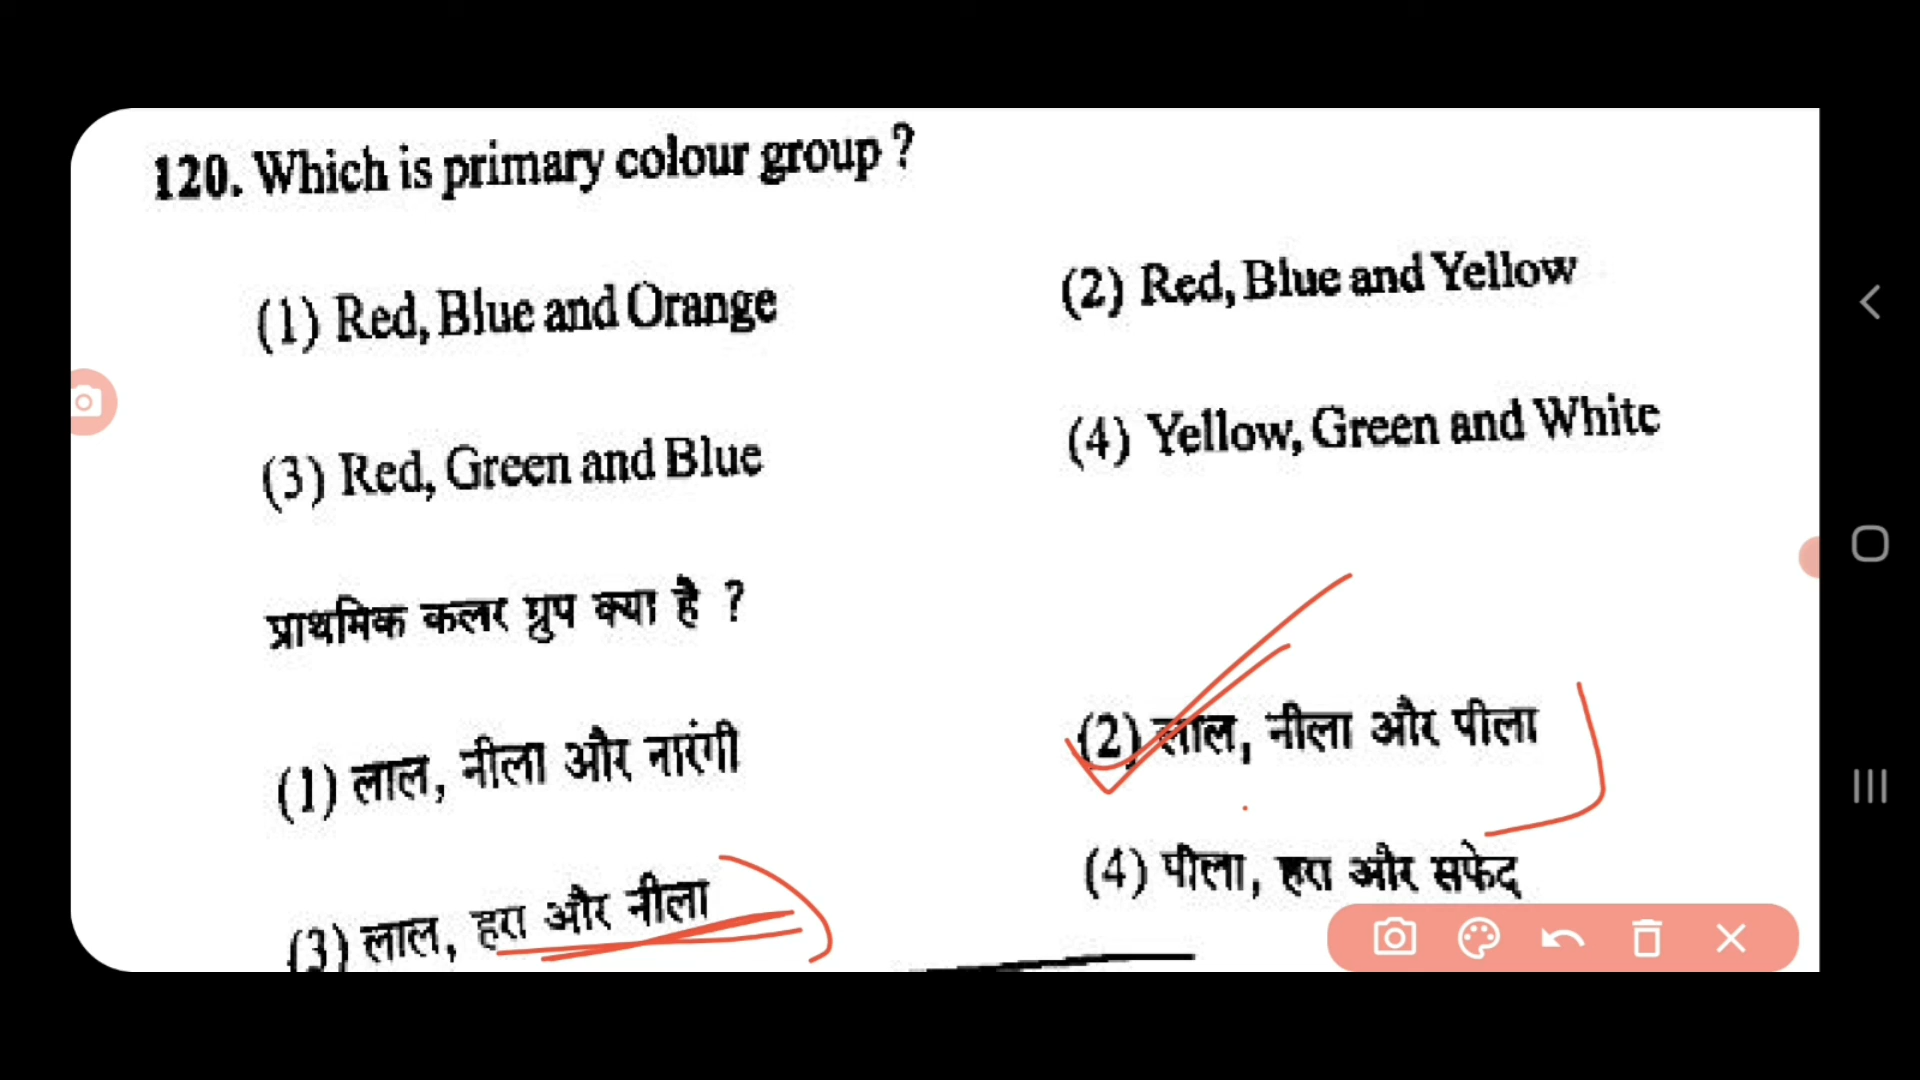 120. Which is primary colour group ?
(1) Red, Blue and Orange
(2) Red, Blue and Yellow
(3) Red, Green and Blue
(4) Yellow, Green and White
प्राथमिक कलर ग्रुप क्या है ?
(1) लाल, नीला और नारंगी
(2) लाल, नीला और पीला
(3) लाल, हरा और नीला
(4) पीला, हरा और सफेद